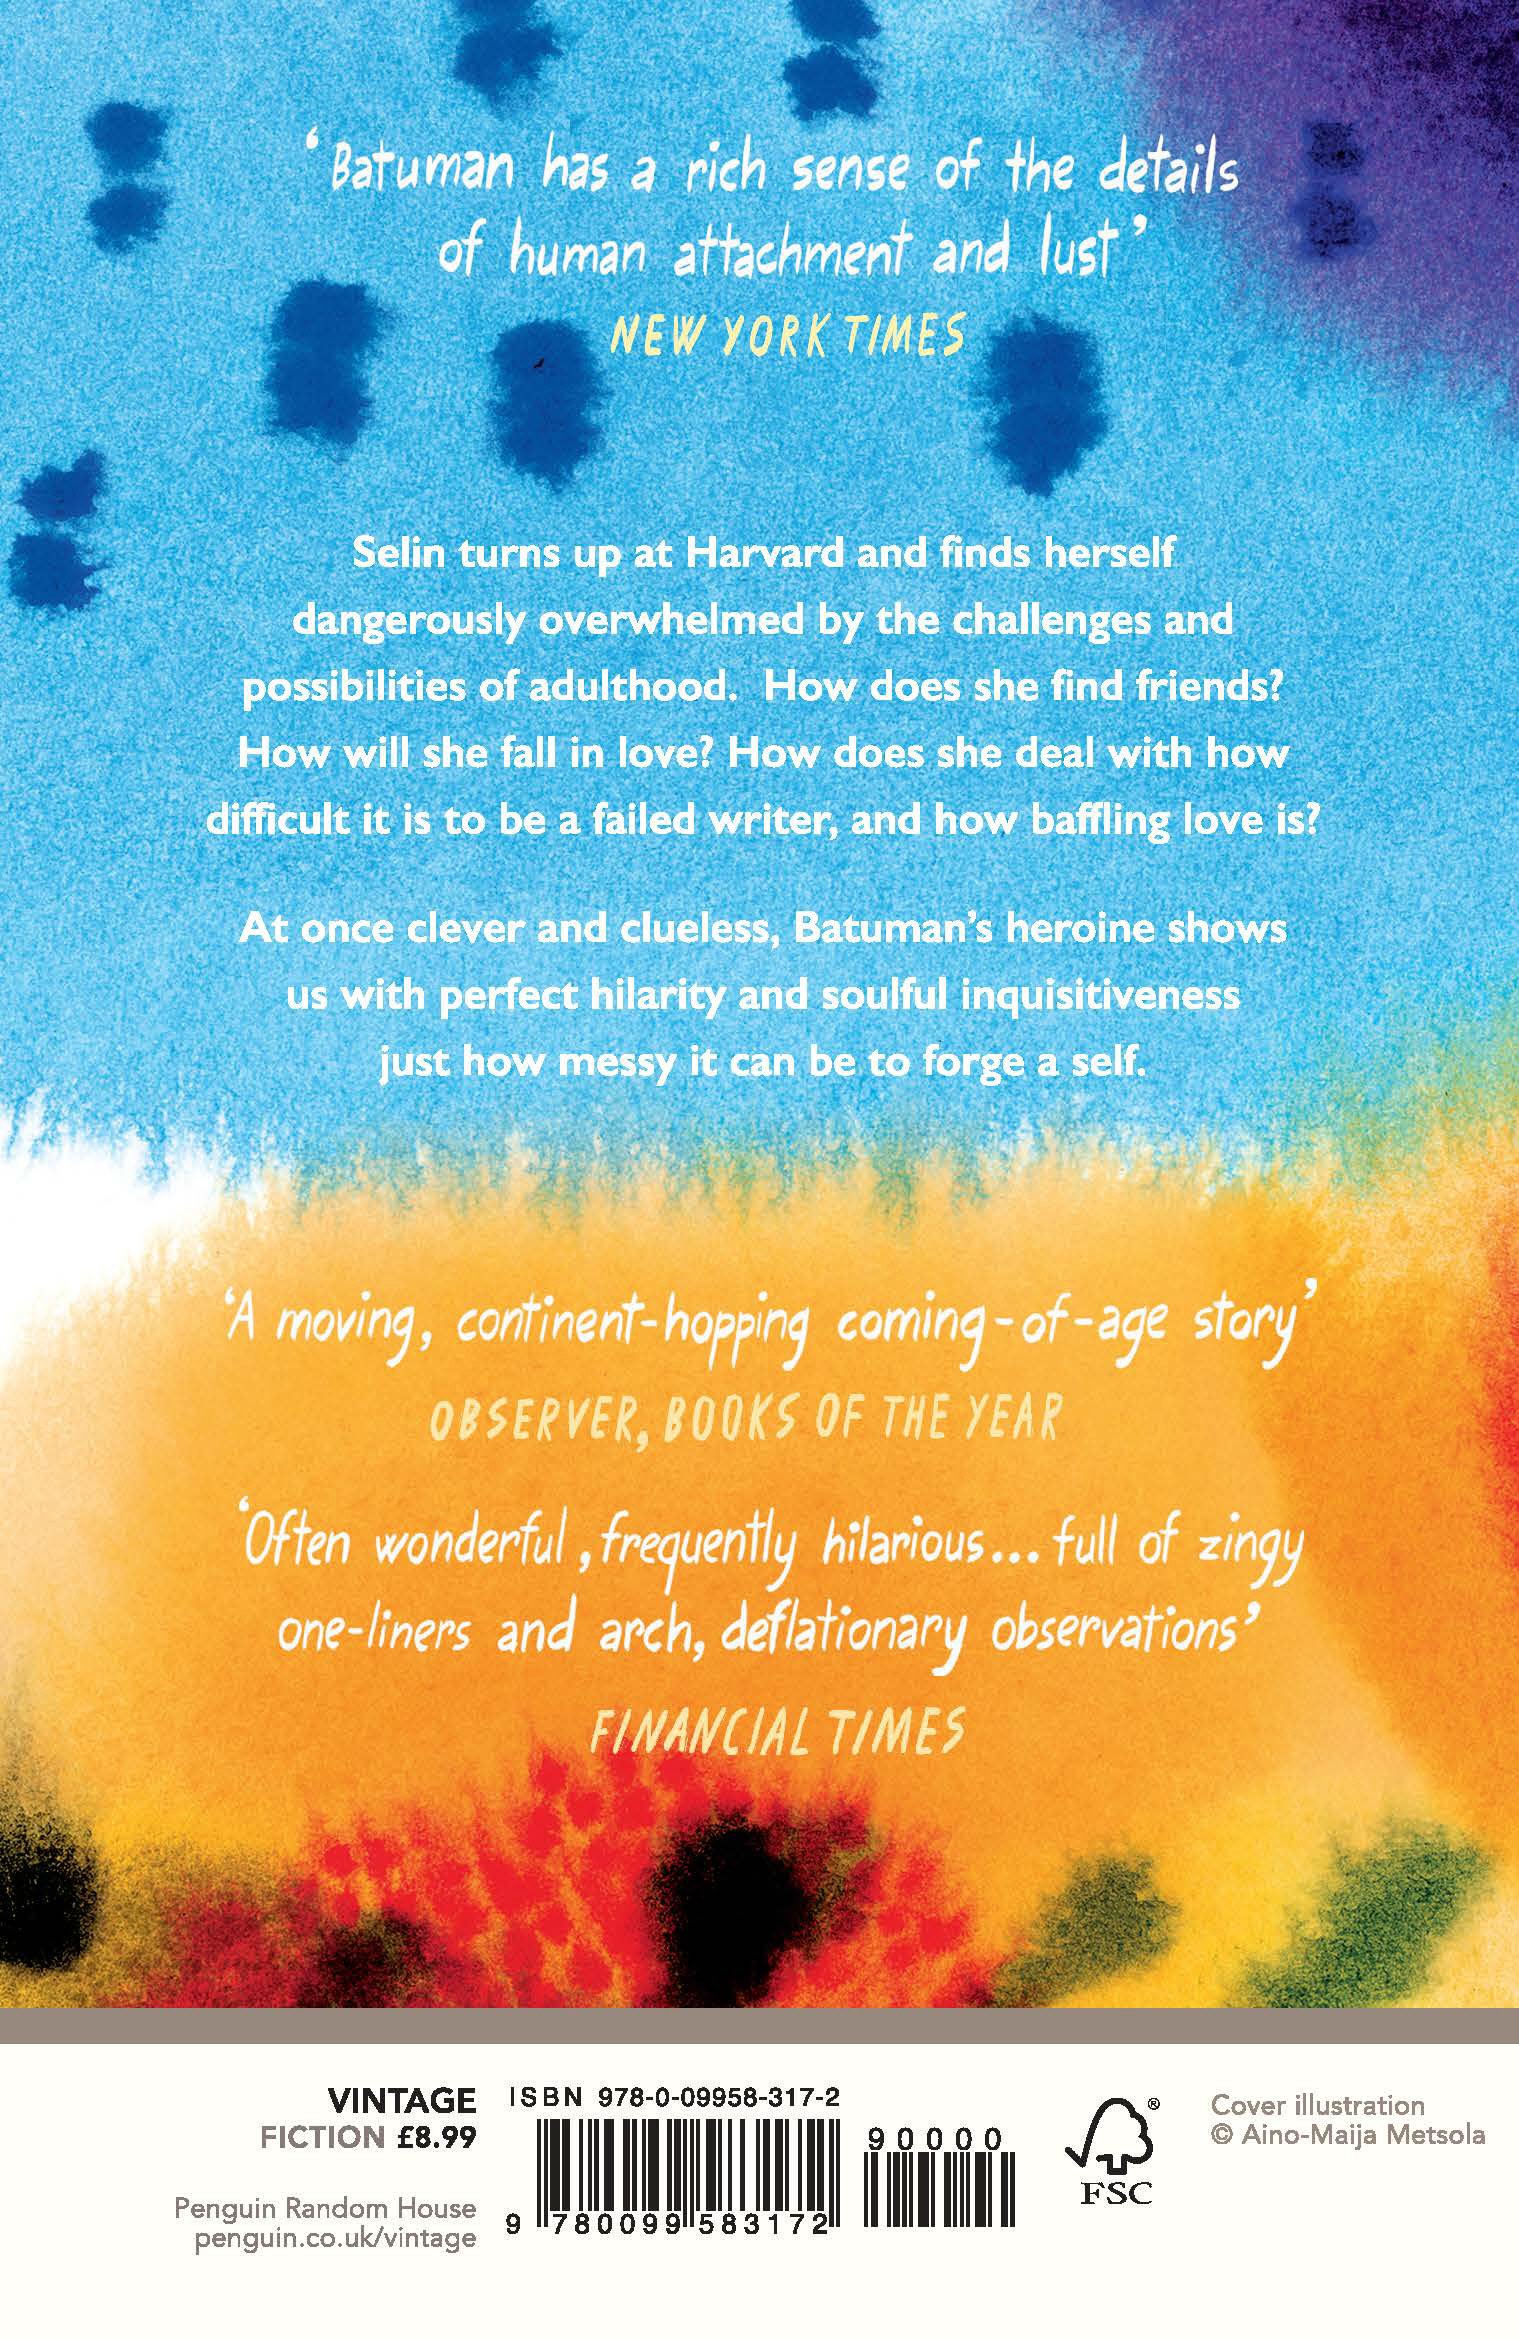 ‘Batuman has a rich sense of the details
of human attachment and lust’
NEW YORK TIMES
Selin turns up at Harvard and finds herself
dangerously overwhelmed by the challenges and
possibilities of adulthood.  How does she find friends?
How will she fall in love? How does she deal with how
difficult it is to be a failed writer, and how baffling love is?
At once clever and clueless, Batuman’s heroine shows
us with perfect hilarity and soulful inquisitiveness
just how messy it can be to forge a self.
‘A moving, continent-hopping coming-of-age story’
OBSERVER, BOOKS OF THE YEAR
‘Often wonderful, frequently hilarious... full of zingy
one-liners and arch, deflationary observations’
FINANCIAL TIMES
VINTAGE
FICTION £8.99
Penguin Random House
penguin.co.uk/vintage
ISBN 978-0-09958-317-2
90000
9 780099 583172
®
FSC
Cover illustration
© Aino-Maija Metsola